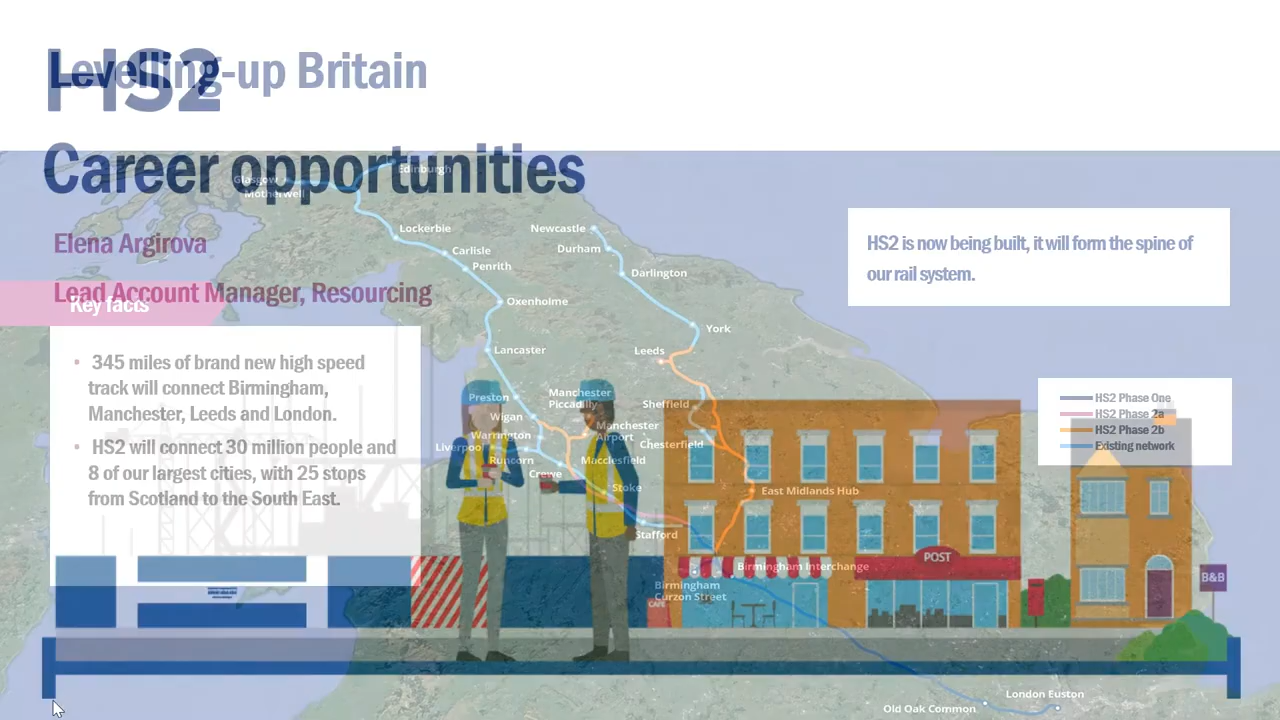 Levelling-up Britain
HS2
Career opportunities
Elena Argirova
Lead Account Manager, Resourcing
Key facts
• 345 miles of brand new high speed
track will connect Birmingham,
Manchester, Leeds and London.
• HS2 will connect 30 million people and
8 of our largest cities, with 25 stops
from Scotland to the South East.
HS2 is now being built, it will form the spine of
our rail system.
HS2 Phase One
HS2 Phase 2a
HS2 Phase 2b
Existing network
Edinburgh
Glasgow
Motherwell
Lockerbie
Carlisle
Penrith
Oxenholme
Lancaster
Preston
Wigan
Warrington
Liverpool
Runcorn
Crewe
Newcastle
Durham
Darlington
York
Leeds
Manchester
Piccadilly
Manchester
Airport
Macclesfield
Sheffield
Chesterfield
Stoke
Stafford
East Midlands Hub
Birmingham Interchange
Birmingham
Curzon Street
London Euston
Old Oak Common
POST
CAFE
B&B